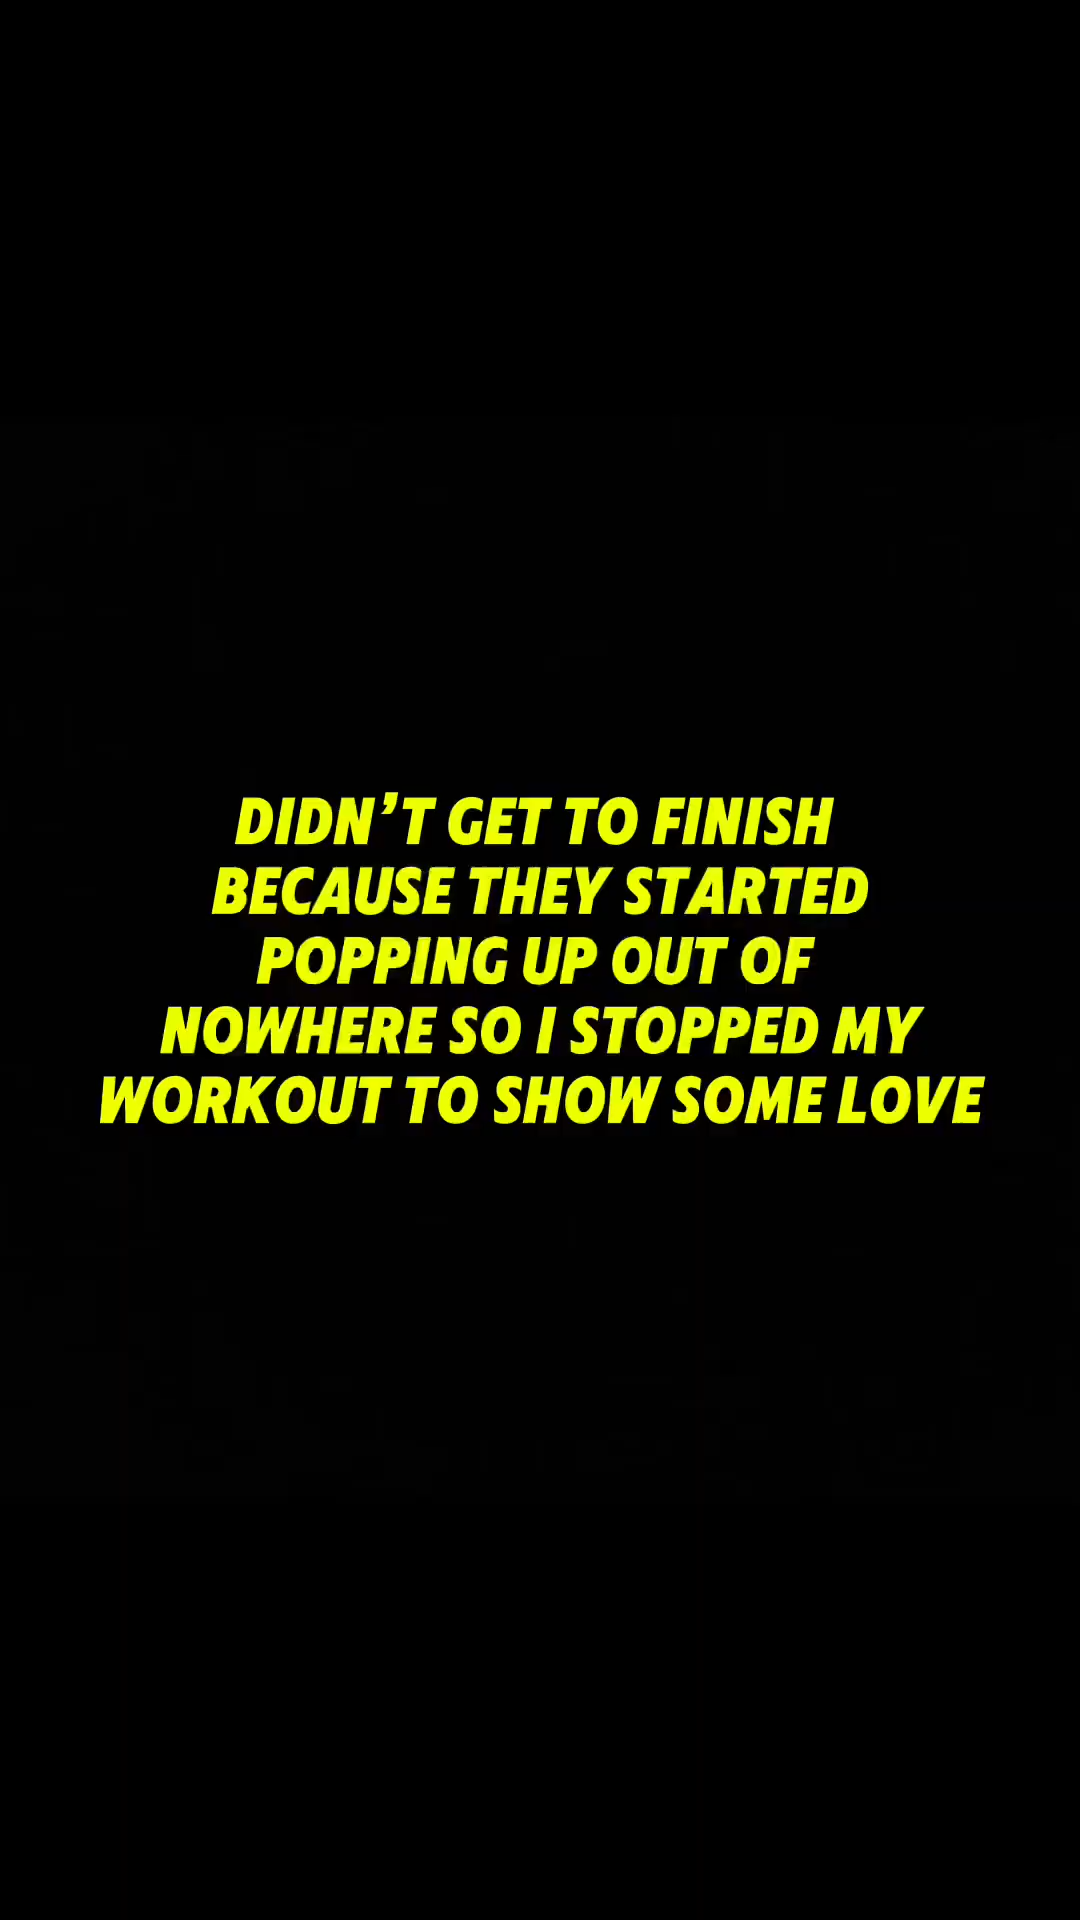 DIDN’T GET TO FINISH
BECAUSE THEY STARTED
POPPING UP OUT OF
NOWHERE SO I STOPPED MY
WORKOUT TO SHOW SOME LOVE